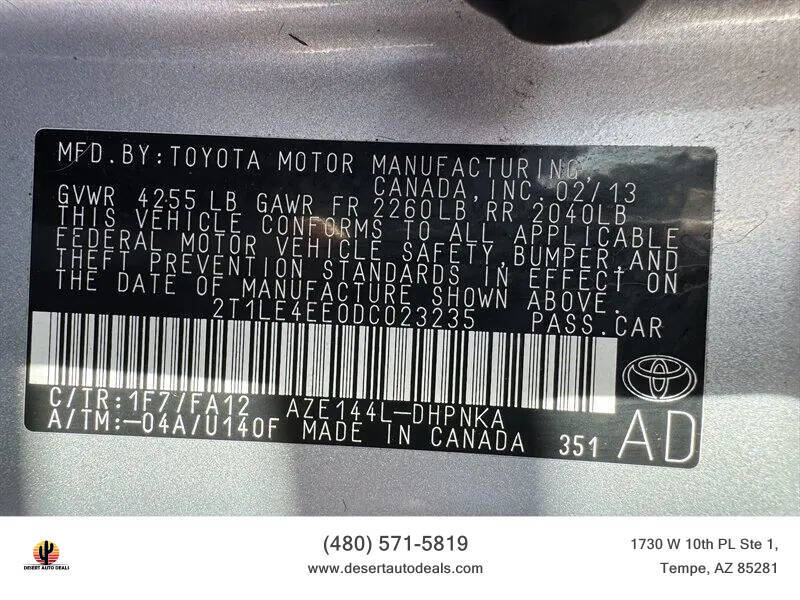 MFD.BY:TOYOTA MOTOR MANUFACTURING,
CANADA, INC. 02/13
GVWR 4255 LB GAWR FR 2260LB RR 2040LB
THIS VEHICLE CONFORMS TO ALL APPLICABLE
FEDERAL MOTOR VEHICLE SAFETY, BUMPER, AND
THEFT PREVENTION STANDARDS IN EFFECT ON
THE DATE OF MANUFACTURE SHOWN ABOVE.
2T1LE4EE0DC023235 PASS.CAR
C/TR:1F7/FA12 AZE144L-DHPNKA
A/TM:-04A/U140F MADE IN CANADA 351 AD
DESERT AUTO DEALS
(480) 571-5819
www.desertautodeals.com
1730 W 10th PL Ste 1,
Tempe, AZ 85281